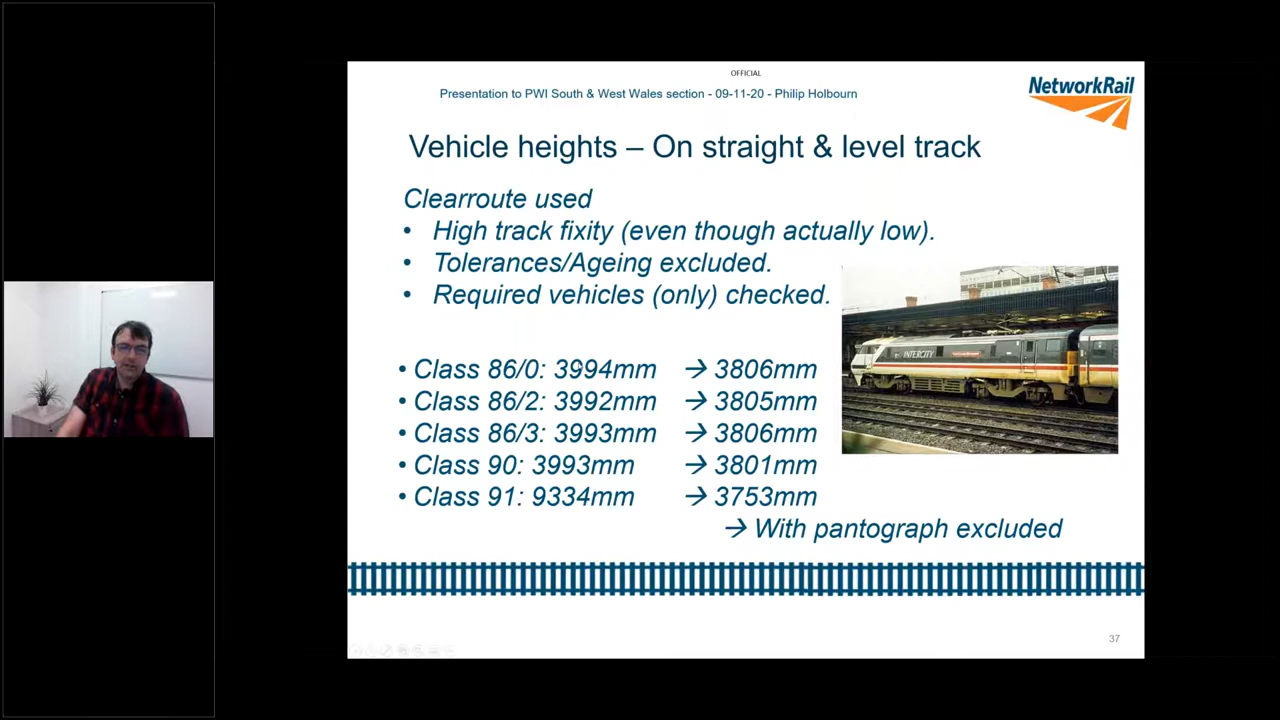 OFFICIAL
Presentation to PWI South & West Wales section - 09-11-20 - Philip Holbourn
NetworkRail
Vehicle heights – On straight & level track
Clearroute used
• High track fixity (even though actually low).
• Tolerances/Ageing excluded.
• Required vehicles (only) checked.
INTERCITY
• Class 86/0: 3994mm → 3806mm
• Class 86/2: 3992mm → 3805mm
• Class 86/3: 3993mm → 3806mm
• Class 90: 3993mm → 3801mm
• Class 91: 9334mm → 3753mm
→ With pantograph excluded
37